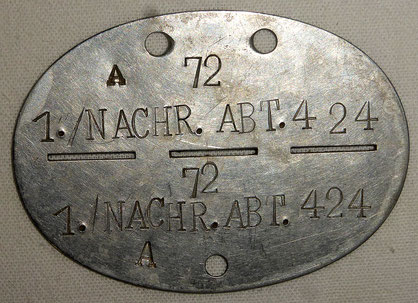 A 72
1./NACHR. ABT. 424
72
1./NACHR. ABT. 424
A